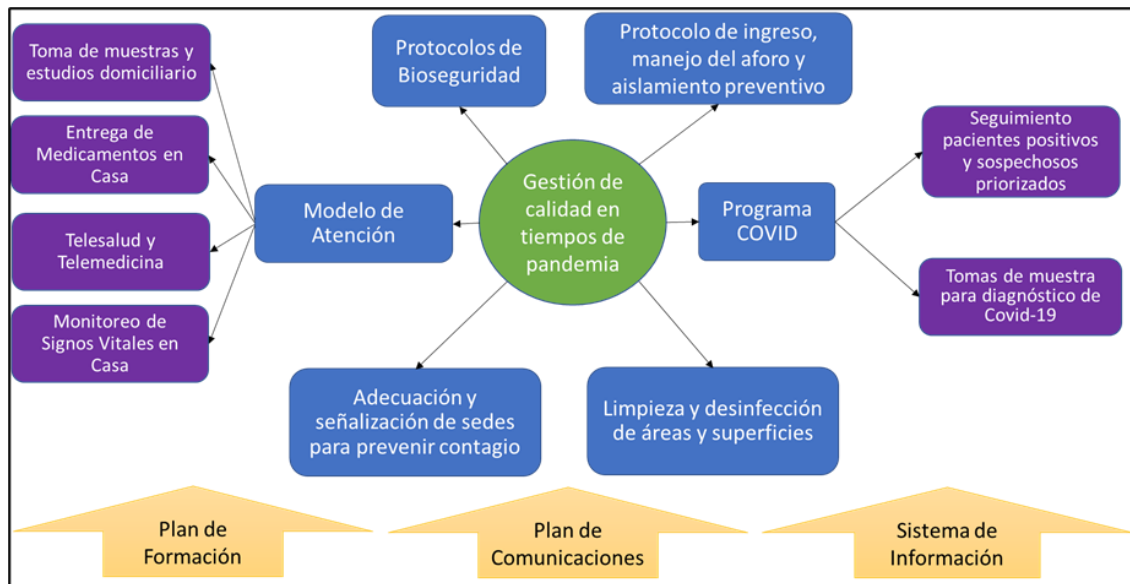 Toma de muestras y
estudios domiciliario
Entrega de
Medicamentos en
Casa
Telesalud y
Telemedicina
Monitoreo de
Signos Vitales en
Casa
Modelo de
Atención
Protocolos de
Bioseguridad
Protocolo de ingreso,
manejo del aforo y
aislamiento preventivo
Gestión de
calidad en
tiempos de
pandemia
Programa
COVID
Seguimiento
pacientes positivos
y sospechosos
priorizados
Tomas de muestra
para diagnóstico de
Covid-19
Adecuación y
señalización de sedes
para prevenir contagio
Limpieza y desinfección
de áreas y superficies
Plan de
Formación
Plan de
Comunicaciones
Sistema de
Información